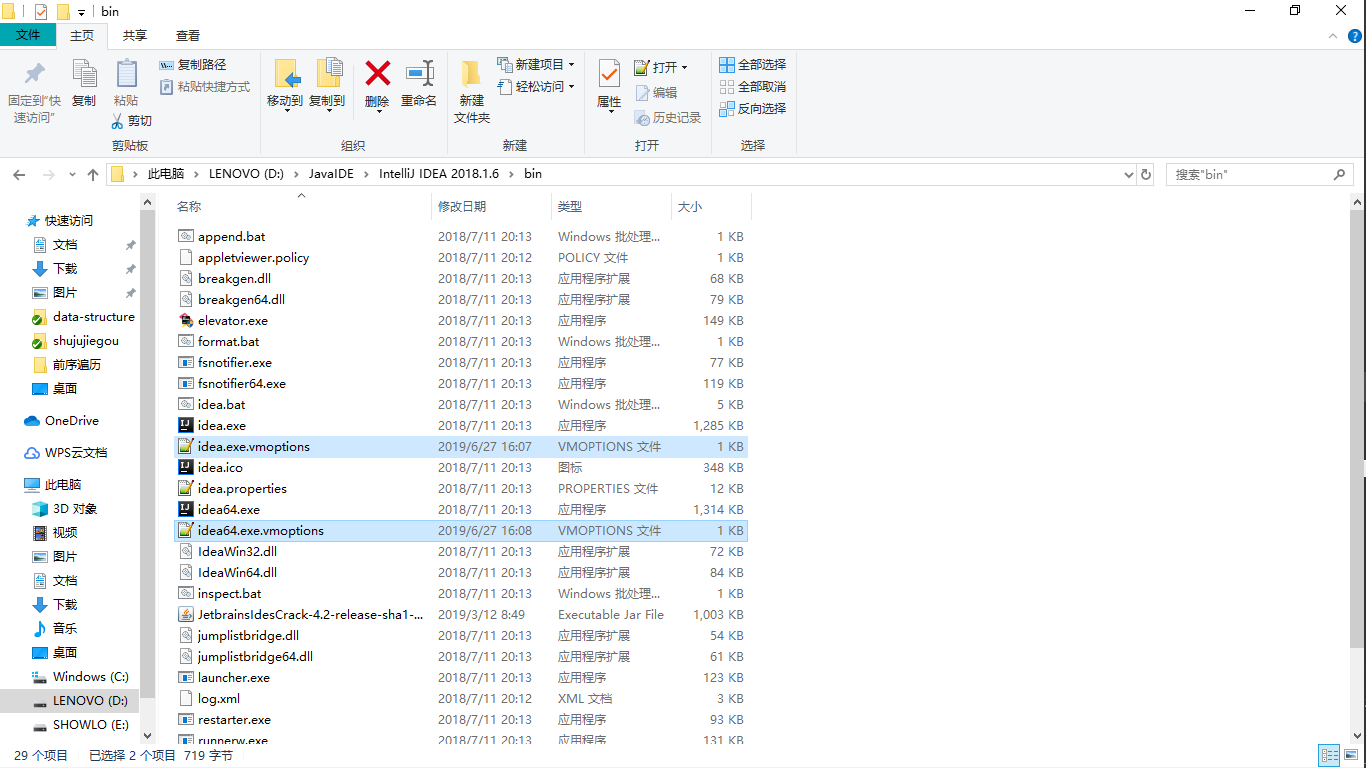 bin
文件 主页 共享 查看
固定到"快速访问" 复制 粘贴 复制路径 粘贴快捷方式 剪切
移动到 复制到 删除 重命名
新建文件夹 新建项目 轻松访问
属性 打开 编辑 历史记录
全部选择 全部取消 反向选择
剪贴板 组织 新建 打开 选择
此电脑 LENOVO (D:) JavaIDE IntelliJ IDEA 2018.1.6 bin
搜索"bin"
快速访问
文档
下载
图片
data-structure
shujujiegou
前序遍历
桌面
OneDrive
WPS云文档
此电脑
3D 对象
视频
图片
文档
下载
音乐
桌面
Windows (C:)
LENOVO (D:)
SHOWLO (E:)
名称 修改日期 类型 大小
append.bat 2018/7/11 20:13 Windows 批处理... 1 KB
appletviewer.policy 2018/7/11 20:12 POLICY 文件 1 KB
breakgen.dll 2018/7/11 20:13 应用程序扩展 68 KB
breakgen64.dll 2018/7/11 20:13 应用程序扩展 79 KB
elevator.exe 2018/7/11 20:13 应用程序 149 KB
format.bat 2018/7/11 20:13 Windows 批处理... 1 KB
fsnotifier.exe 2018/7/11 20:13 应用程序 77 KB
fsnotifier64.exe 2018/7/11 20:13 应用程序 119 KB
idea.bat 2018/7/11 20:13 Windows 批处理... 5 KB
idea.exe 2018/7/11 20:13 应用程序 1,285 KB
idea.exe.vmoptions 2019/6/27 16:07 VMOPTIONS 文件 1 KB
idea.ico 2018/7/11 20:13 图标 348 KB
idea.properties 2018/7/11 20:13 PROPERTIES 文件 12 KB
idea64.exe 2018/7/11 20:13 应用程序 1,314 KB
idea64.exe.vmoptions 2019/6/27 16:08 VMOPTIONS 文件 1 KB
IdeaWin32.dll 2018/7/11 20:13 应用程序扩展 72 KB
IdeaWin64.dll 2018/7/11 20:13 应用程序扩展 84 KB
inspect.bat 2018/7/11 20:13 Windows 批处理... 1 KB
JetbrainsIdesCrack-4.2-release-sha1-... 2019/3/12 8:49 Executable Jar File 1,003 KB
jumplistbridge.dll 2018/7/11 20:13 应用程序扩展 54 KB
jumplistbridge64.dll 2018/7/11 20:13 应用程序扩展 61 KB
launcher.exe 2018/7/11 20:13 应用程序 123 KB
log.xml 2018/7/11 20:12 XML 文档 3 KB
restarter.exe 2018/7/11 20:13 应用程序 93 KB
runnerw.exe 2018/7/11 20:13 应用程序 131 KB
29 个项目 已选择 2 个项目 719 字节